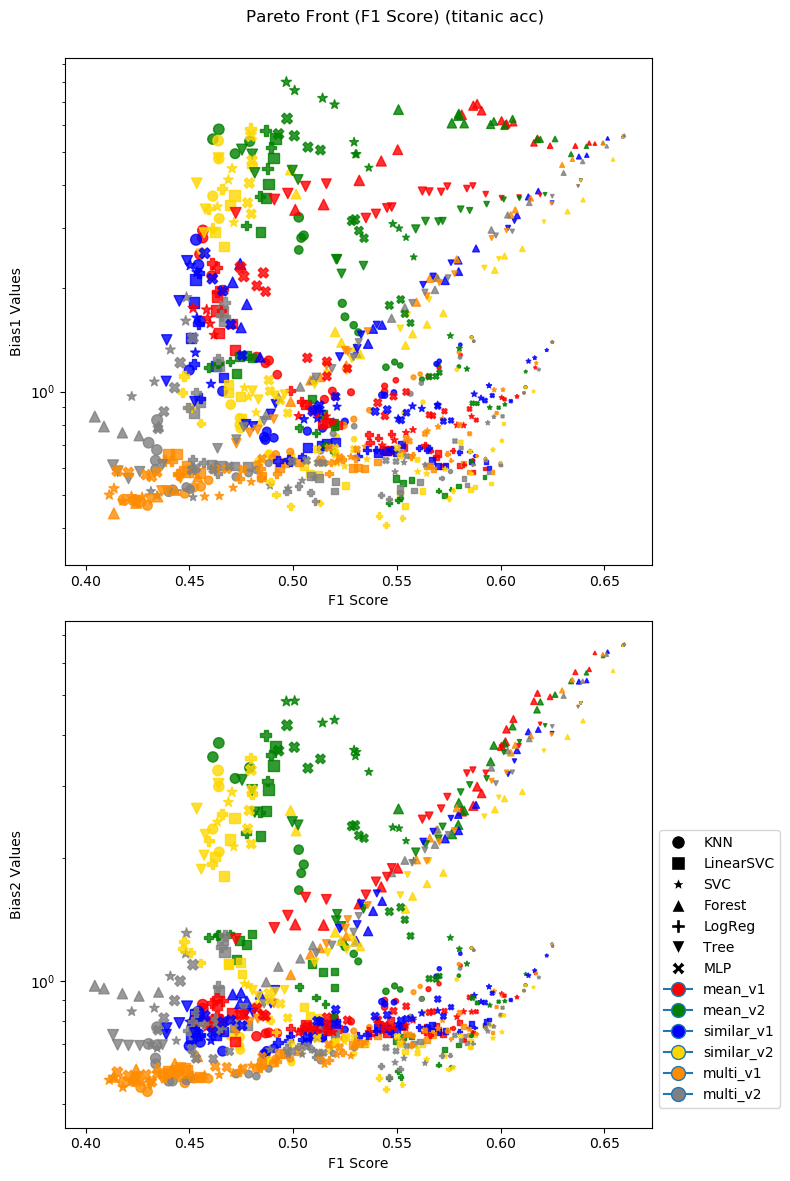 Pareto Front (F1 Score) (titanic acc)
Bias1 Values
10⁰
0.40 0.45 0.50 0.55 0.60 0.65
F1 Score
Bias2 Values
10⁰
0.40 0.45 0.50 0.55 0.60 0.65
F1 Score
KNN
LinearSVC
SVC
Forest
LogReg
Tree
MLP
mean_v1
mean_v2
similar_v1
similar_v2
multi_v1
multi_v2